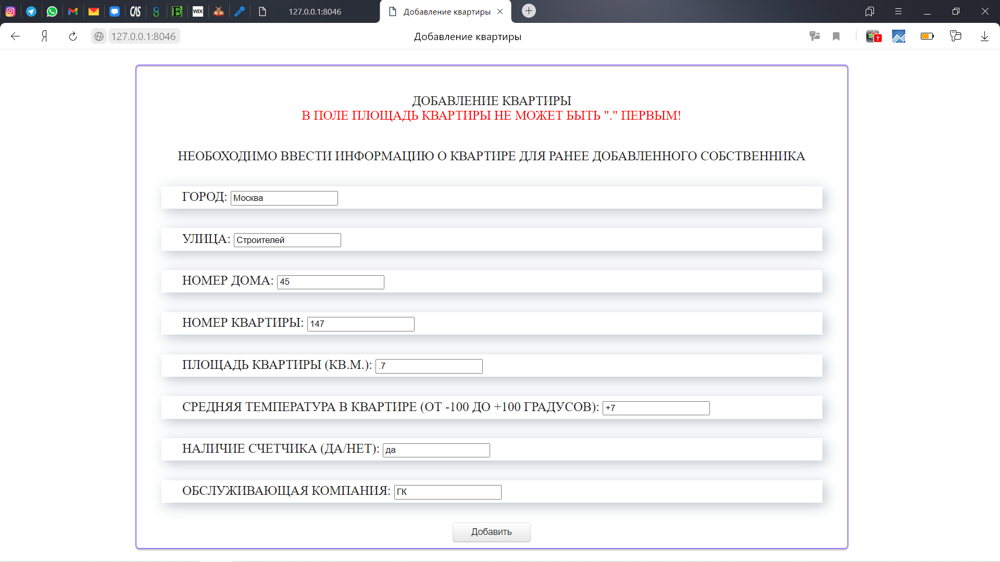 CAS
E
WIX
127.0.0.1:8046
Добавление квартиры
127.0.0.1:8046
Добавление квартиры
?
ДОБАВЛЕНИЕ КВАРТИРЫ
В ПОЛЕ ПЛОЩАДЬ КВАРТИРЫ НЕ МОЖЕТ БЫТЬ "." ПЕРВЫМ!
НЕОБОХОДИМО ВВЕСТИ ИНФОРМАЦИЮ О КВАРТИРЕ ДЛЯ РАНЕЕ ДОБАВЛЕННОГО СОБСТВЕННИКА
ГОРОД: Москва
УЛИЦА: Строителей
НОМЕР ДОМА: 45
НОМЕР КВАРТИРЫ: 147
ПЛОЩАДЬ КВАРТИРЫ (КВ.М.): .7
СРЕДНЯЯ ТЕМПЕРАТУРА В КВАРТИРЕ (ОТ -100 ДО +100 ГРАДУСОВ): +7
НАЛИЧИЕ СЧЕТЧИКА (ДА/НЕТ): да
ОБСЛУЖИВАЮЩАЯ КОМПАНИЯ: ГК
Добавить